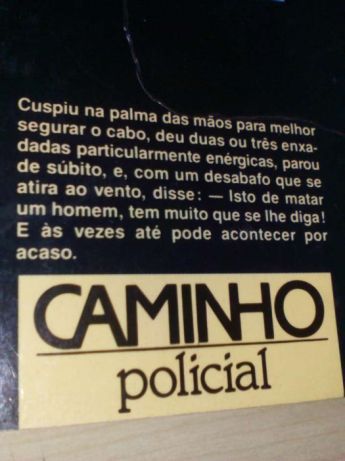 Cuspiu na palma das mãos para melhor
segurar o cabo, deu duas ou três enxa-
dadas particularmente enérgicas, parou
de súbito, e, com um desabafo que se
atira ao vento, disse: — Isto de matar
um homem, tem muito que se lhe diga!
E às vezes até pode acontecer por
acaso.
CAMINHO
policial